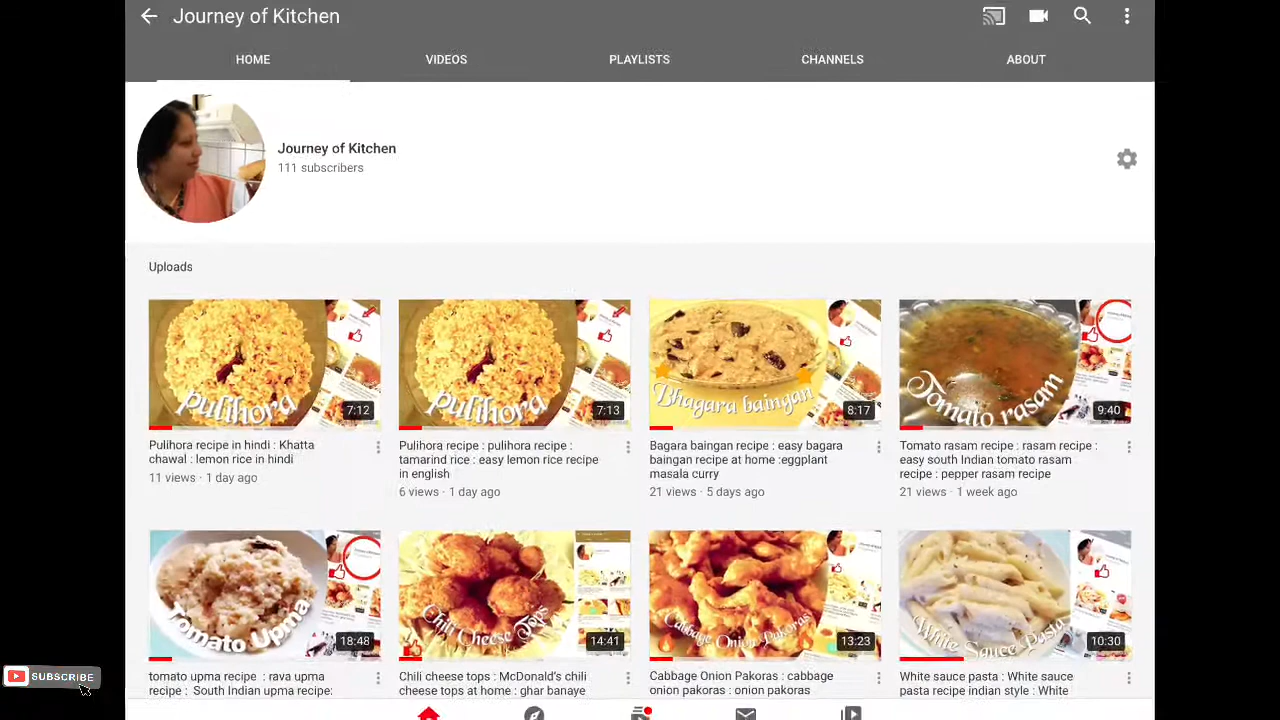 Journey of Kitchen
HOME VIDEOS PLAYLISTS CHANNELS ABOUT
Journey of Kitchen
111 subscribers
Uploads
Pulihora
7:12
Pulihora recipe in hindi : Khatta
chawal : lemon rice in hindi
11 views · 1 day ago
Pulihora
7:13
Pulihora recipe : pulihora recipe :
tamarind rice : easy lemon rice recipe
in english
6 views · 1 day ago
Bhagara baingan
8:17
Bagara baingan recipe : easy bagara
baingan recipe at home :eggplant
masala curry
21 views · 5 days ago
Tomato rasam
9:40
Tomato rasam recipe : rasam recipe :
easy south Indian tomato rasam
recipe : pepper rasam recipe
21 views · 1 week ago
Tomato Upma
18:48
tomato upma recipe : rava upma
recipe : South Indian upma recipe:
Chili Cheese Tops
14:41
Chili cheese tops : McDonald's chili
cheese tops at home : ghar banaye
Cabbage Onion Pakoras
13:23
Cabbage Onion Pakoras : cabbage
onion pakoras : onion pakoras
White Sauce Pasta
10:30
White sauce pasta : White sauce
pasta recipe indian style : White
SUBSCRIBE